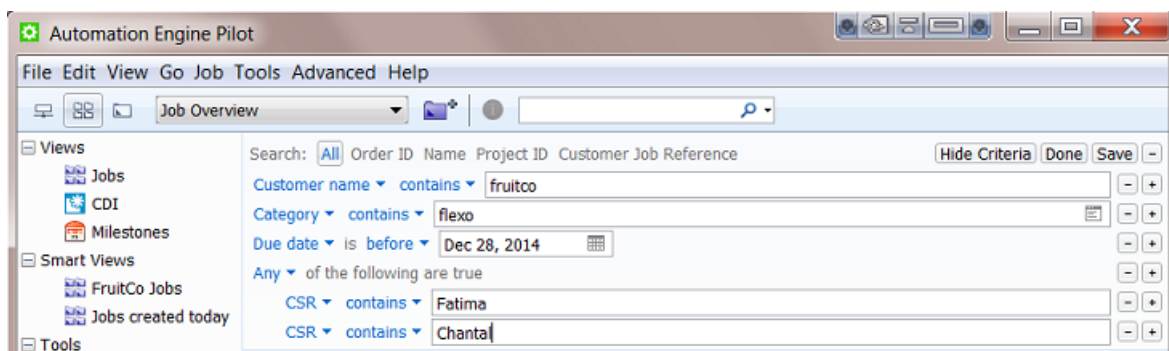 Automation Engine Pilot
File Edit View Go Job Tools Advanced Help
Job Overview
Views
Jobs
CDI
Milestones
Smart Views
FruitCo Jobs
Jobs created today
Tools
Search: All Order ID Name Project ID Customer Job Reference Hide Criteria Done Save -
Customer name contains fruitco - +
Category contains flexo - +
Due date is before Dec 28, 2014 - +
Any of the following are true - +
CSR contains Fatima - +
CSR contains Chantal - +